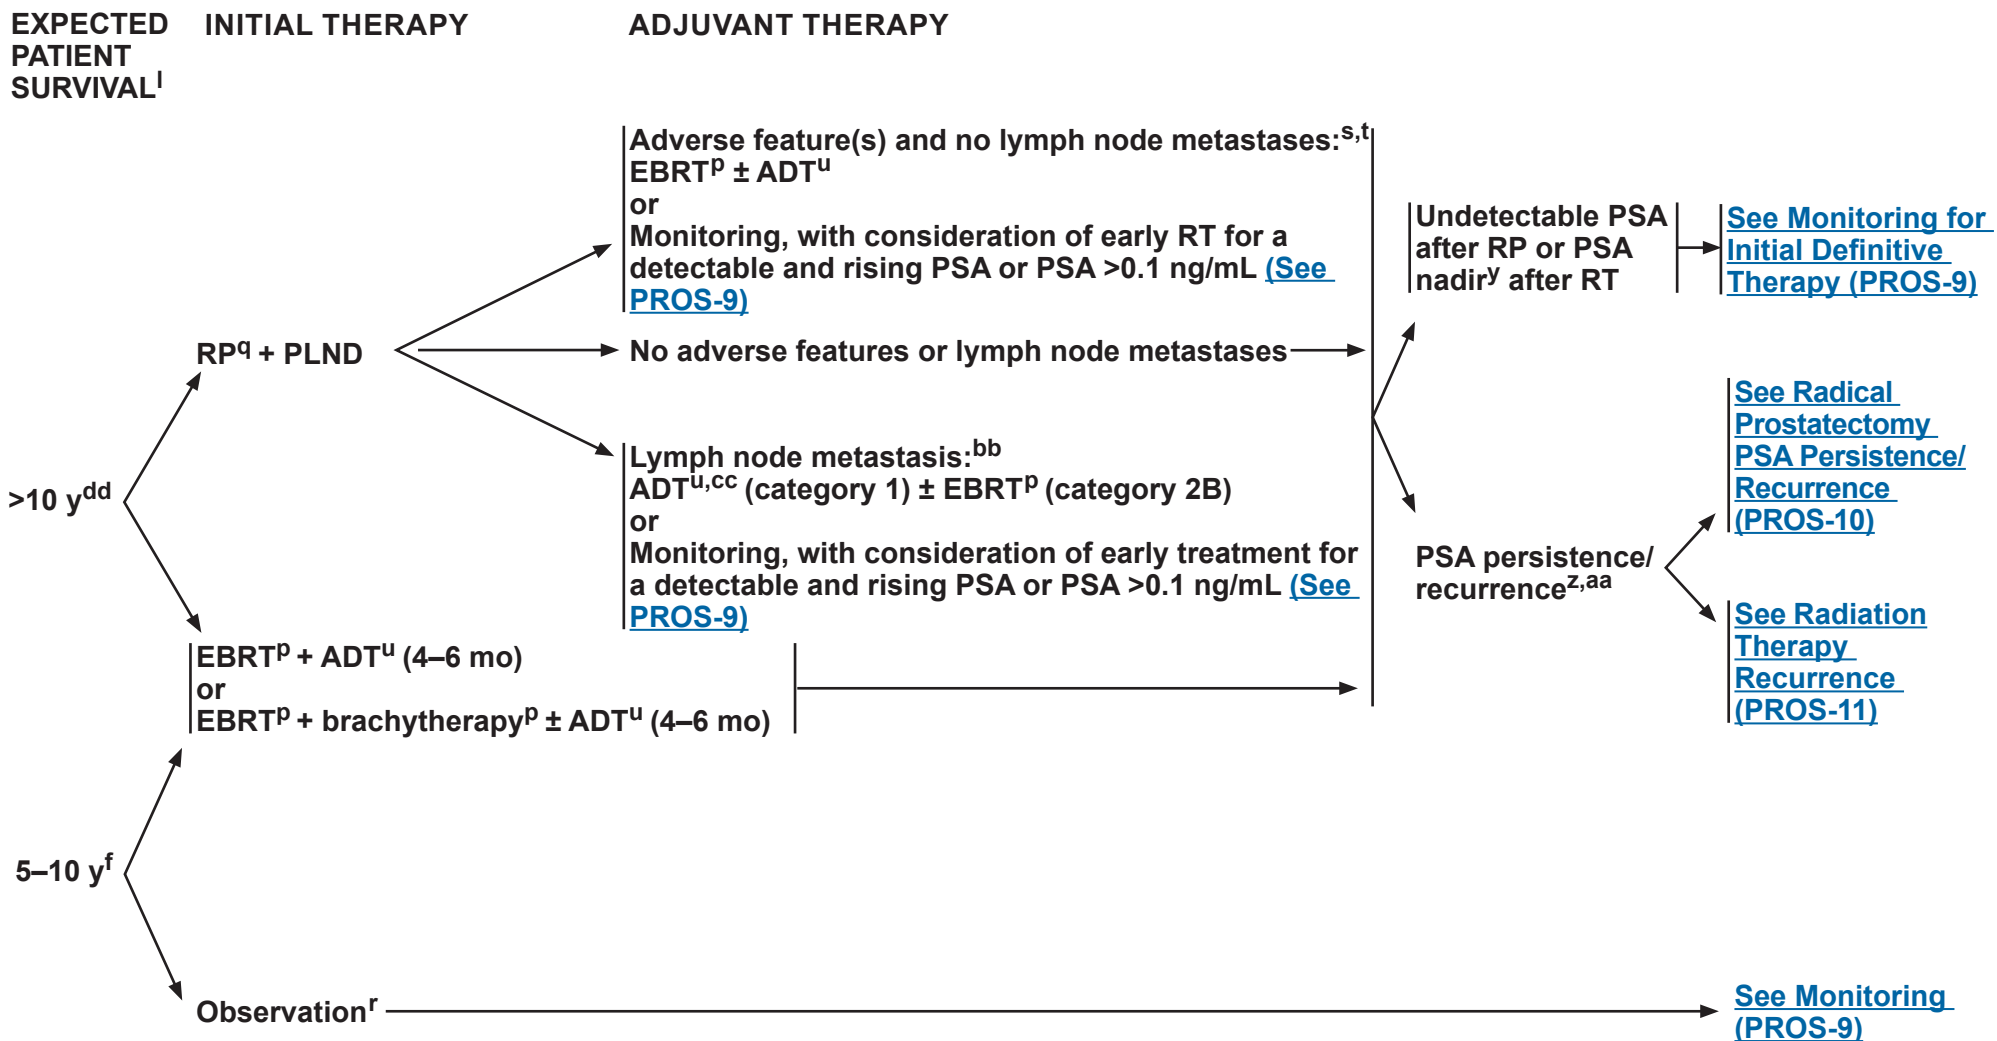 EXPECTED
PATIENT
SURVIVALˡ
INITIAL THERAPY
ADJUVANT THERAPY
Adverse feature(s) and no lymph node metastases:s,t
EBRTp ± ADTu
or
Monitoring, with consideration of early RT for a
detectable and rising PSA or PSA >0.1 ng/mL (See
PROS-9)
RPq + PLND
No adverse features or lymph node metastases
Lymph node metastasis:bb
ADTu,cc (category 1) ± EBRTp (category 2B)
or
Monitoring, with consideration of early treatment for
a detectable and rising PSA or PSA >0.1 ng/mL (See
PROS-9)
>10 ydd
EBRTp + ADTu (4–6 mo)
or
EBRTp + brachytherapyp ± ADTu (4–6 mo)
Undetectable PSA
after RP or PSA
nadiry after RT
See Monitoring for
Initial Definitive
Therapy (PROS-9)
PSA persistence/
recurrencez,aa
See Radical
Prostatectomy
PSA Persistence/
Recurrence
(PROS-10)
See Radiation
Therapy
Recurrence
(PROS-11)
5–10 yf
Observationr
See Monitoring
(PROS-9)